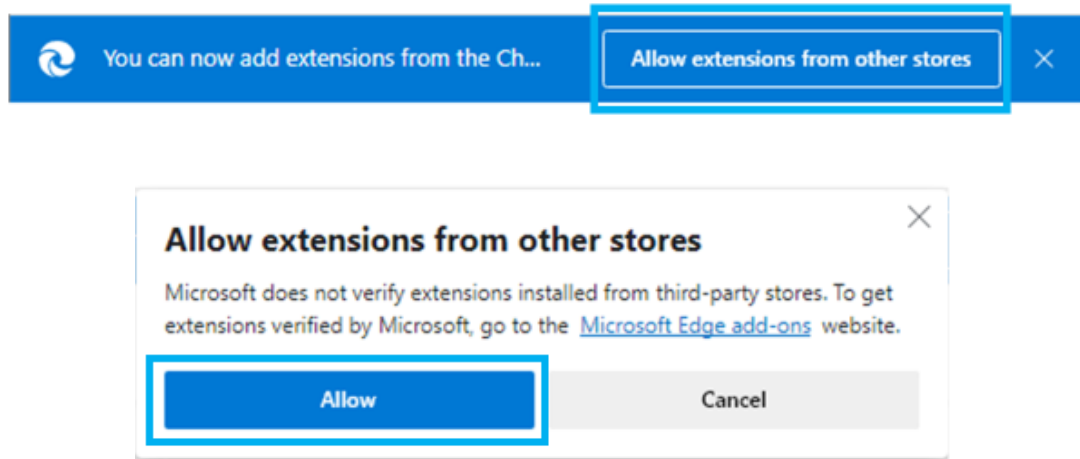 You can now add extensions from the Ch...
Allow extensions from other stores
Allow extensions from other stores
Microsoft does not verify extensions installed from third-party stores. To get
extensions verified by Microsoft, go to the Microsoft Edge add-ons website.
Allow
Cancel